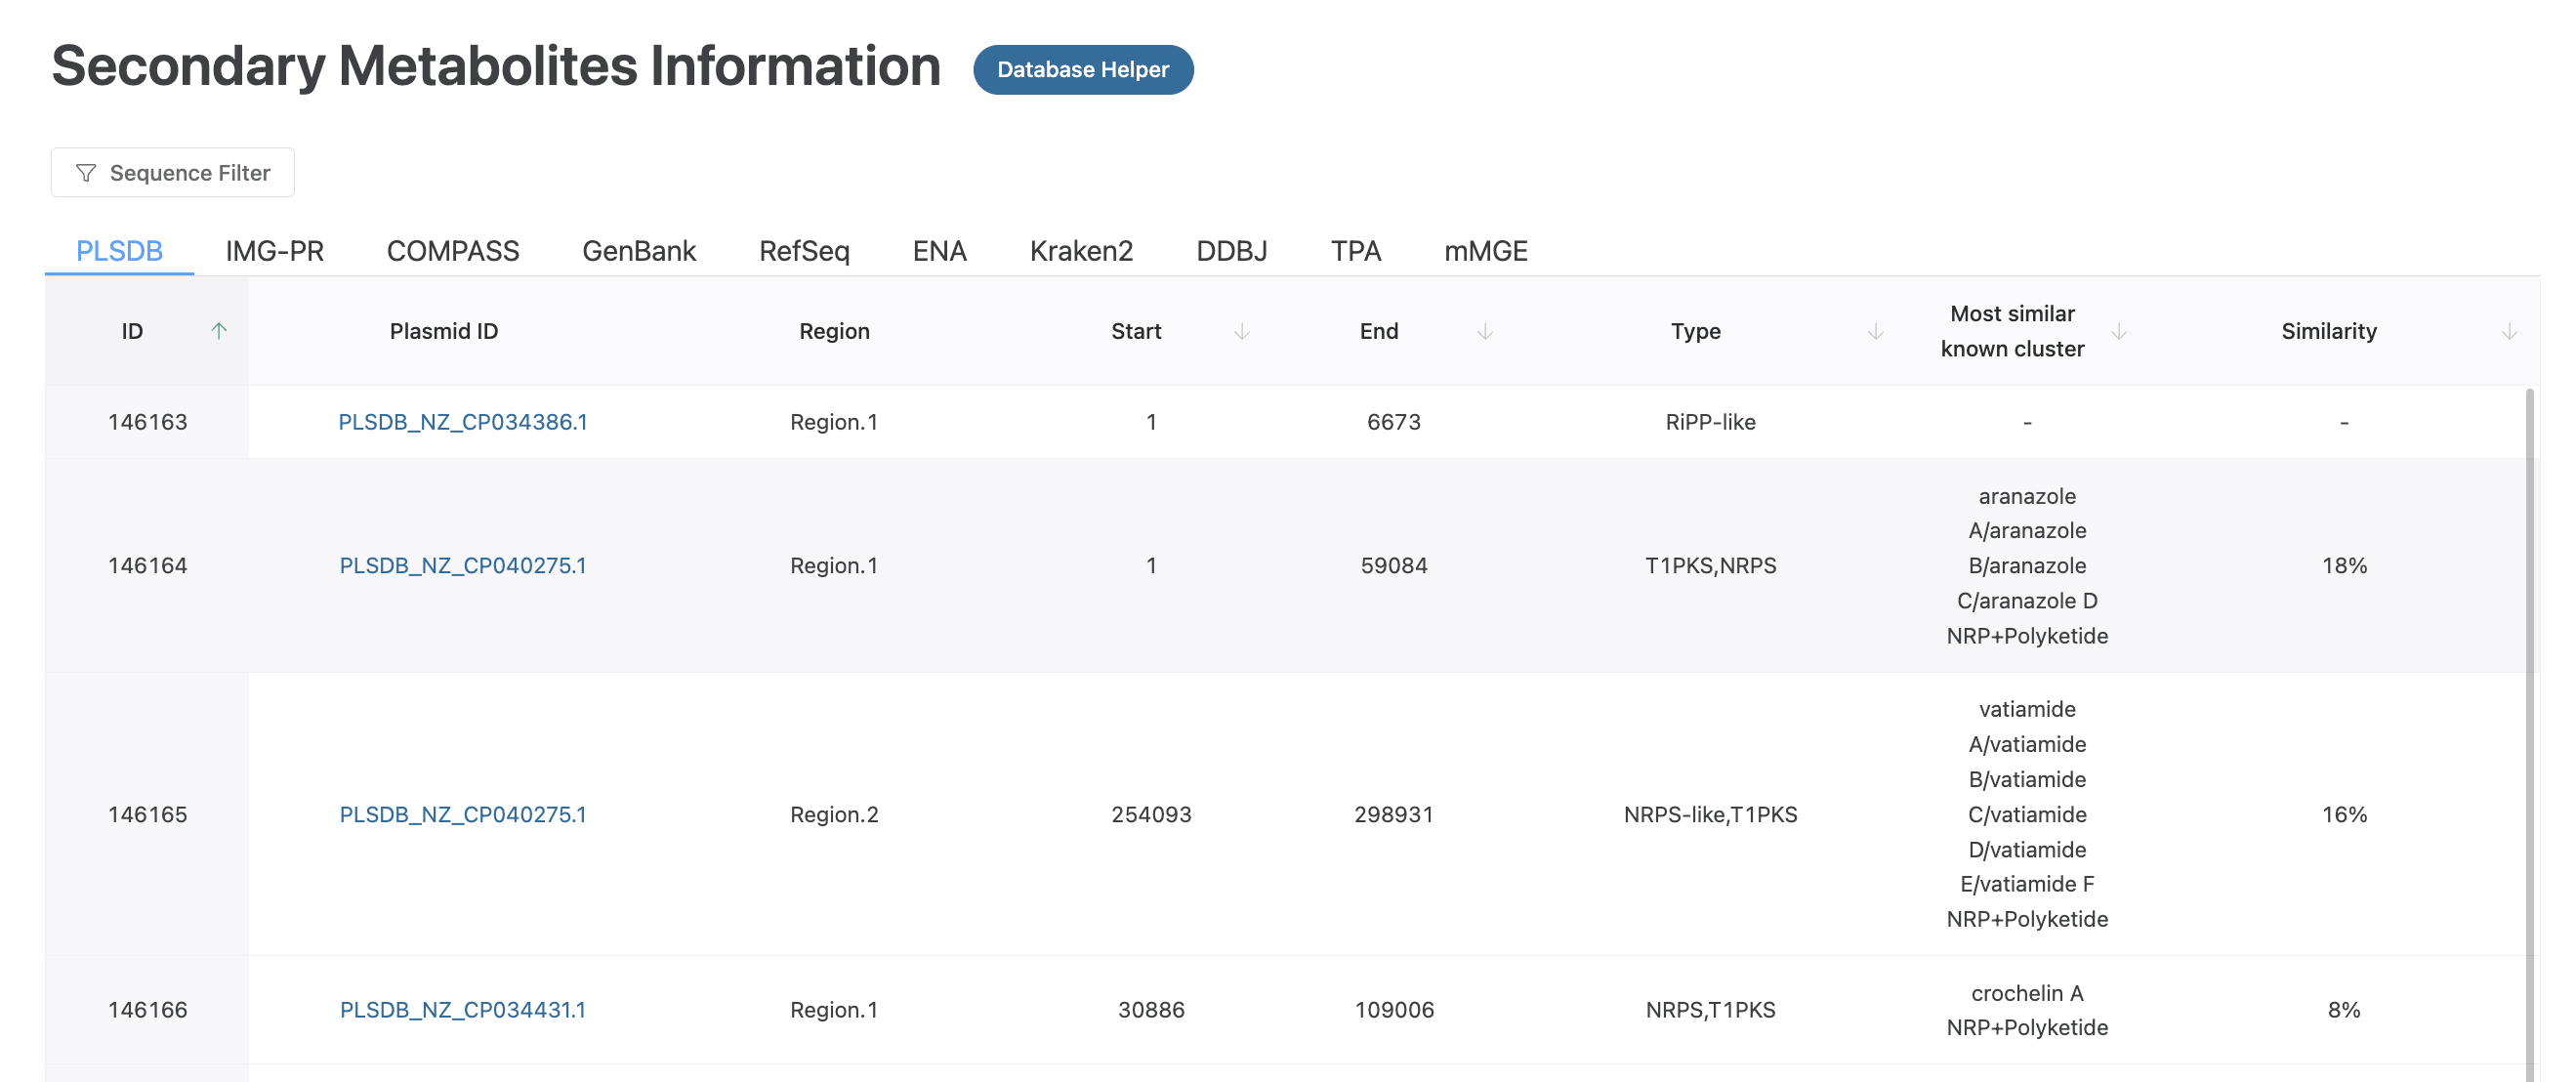 Secondary Metabolites Information
Database Helper
Sequence Filter
PLSDB IMG-PR COMPASS GenBank RefSeq ENA Kraken2 DDBJ TPA mMGE
ID Plasmid ID Region Start End Type Most similar known cluster Similarity
146163 PLSDB_NZ_CP034386.1 Region.1 1 6673 RiPP-like - -
146164 PLSDB_NZ_CP040275.1 Region.1 1 59084 T1PKS,NRPS aranazole A/aranazole B/aranazole C/aranazole D NRP+Polyketide 18%
146165 PLSDB_NZ_CP040275.1 Region.2 254093 298931 NRPS-like,T1PKS vatiamide A/vatiamide B/vatiamide C/vatiamide D/vatiamide E/vatiamide F NRP+Polyketide 16%
146166 PLSDB_NZ_CP034431.1 Region.1 30886 109006 NRPS,T1PKS crochelin A NRP+Polyketide 8%